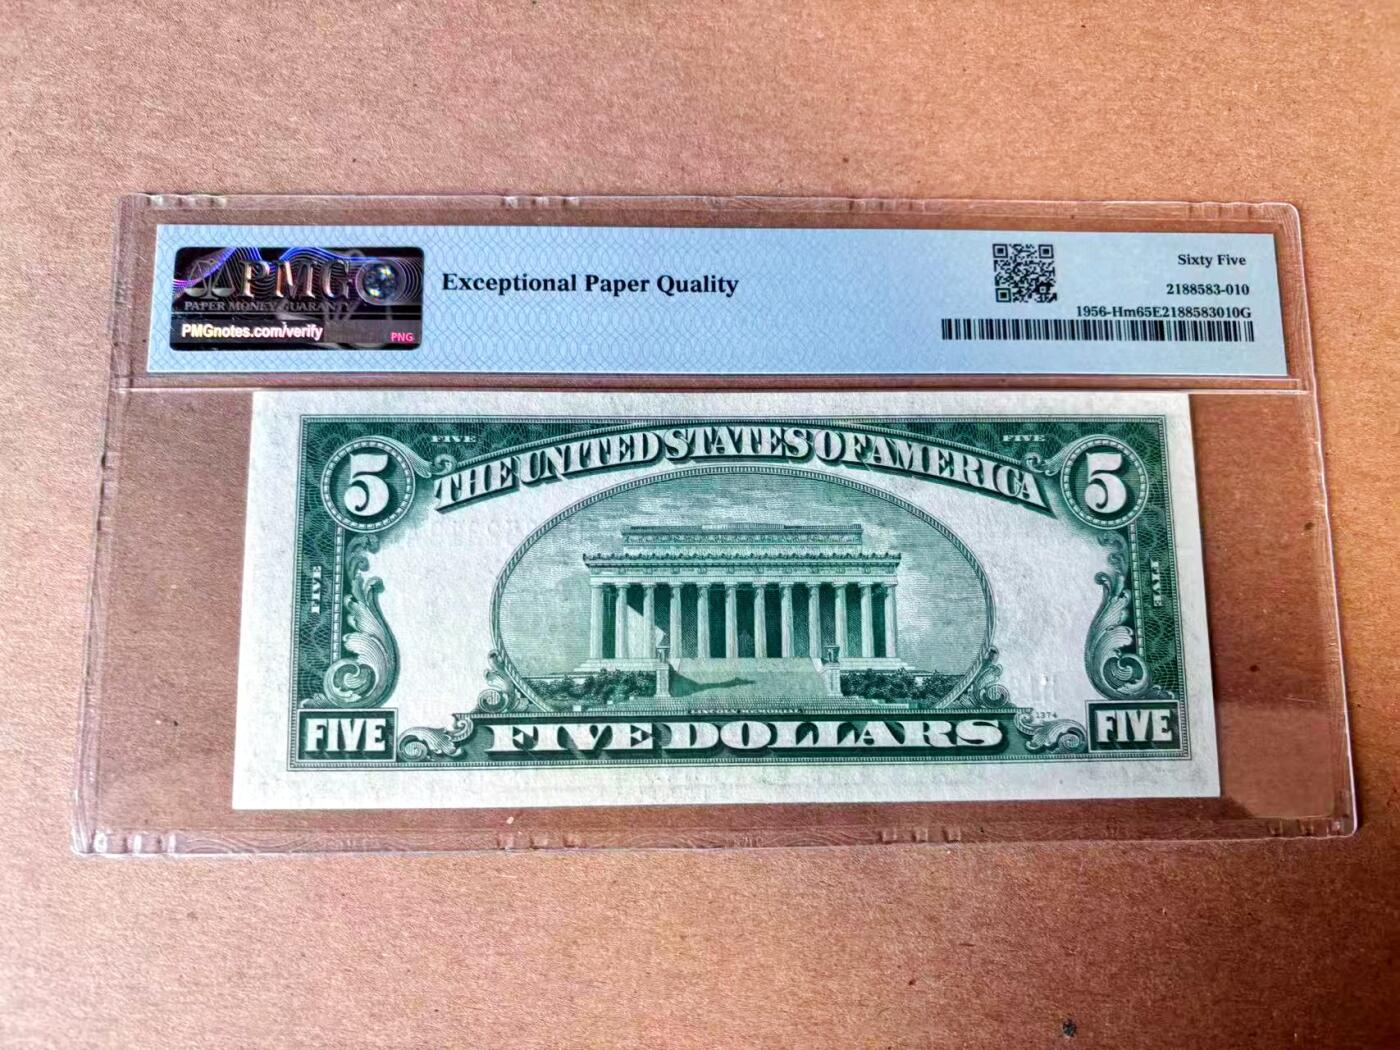 PMG
PAPER MONEY GUARANTY
PMGnotes.com/verify
PNG
Exceptional Paper Quality
Sixty Five
2188583-010
1956-Hm65E2188583010G
FIVE
FIVE
THE UNITED STATES OF AMERICA
5
5
FIVE
FIVE
LINCOLN MEMORIAL
1374
FIVE
FIVE DOLLARS
FIVE